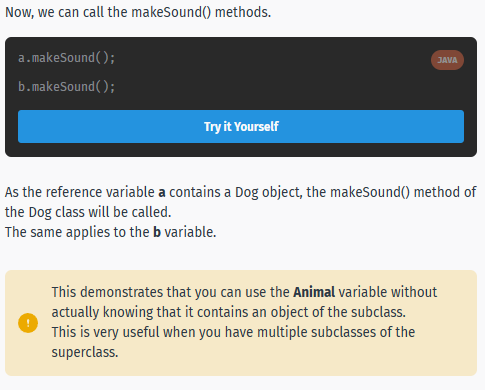 Now, we can call the makeSound() methods.
a.makeSound();
JAVA
b.makeSound();
Try it Yourself
As the reference variable a contains a Dog object, the makeSound() method of
the Dog class will be called.
The same applies to the b variable.
This demonstrates that you can use the Animal variable without
actually knowing that it contains an object of the subclass.
This is very useful when you have multiple subclasses of the
superclass.